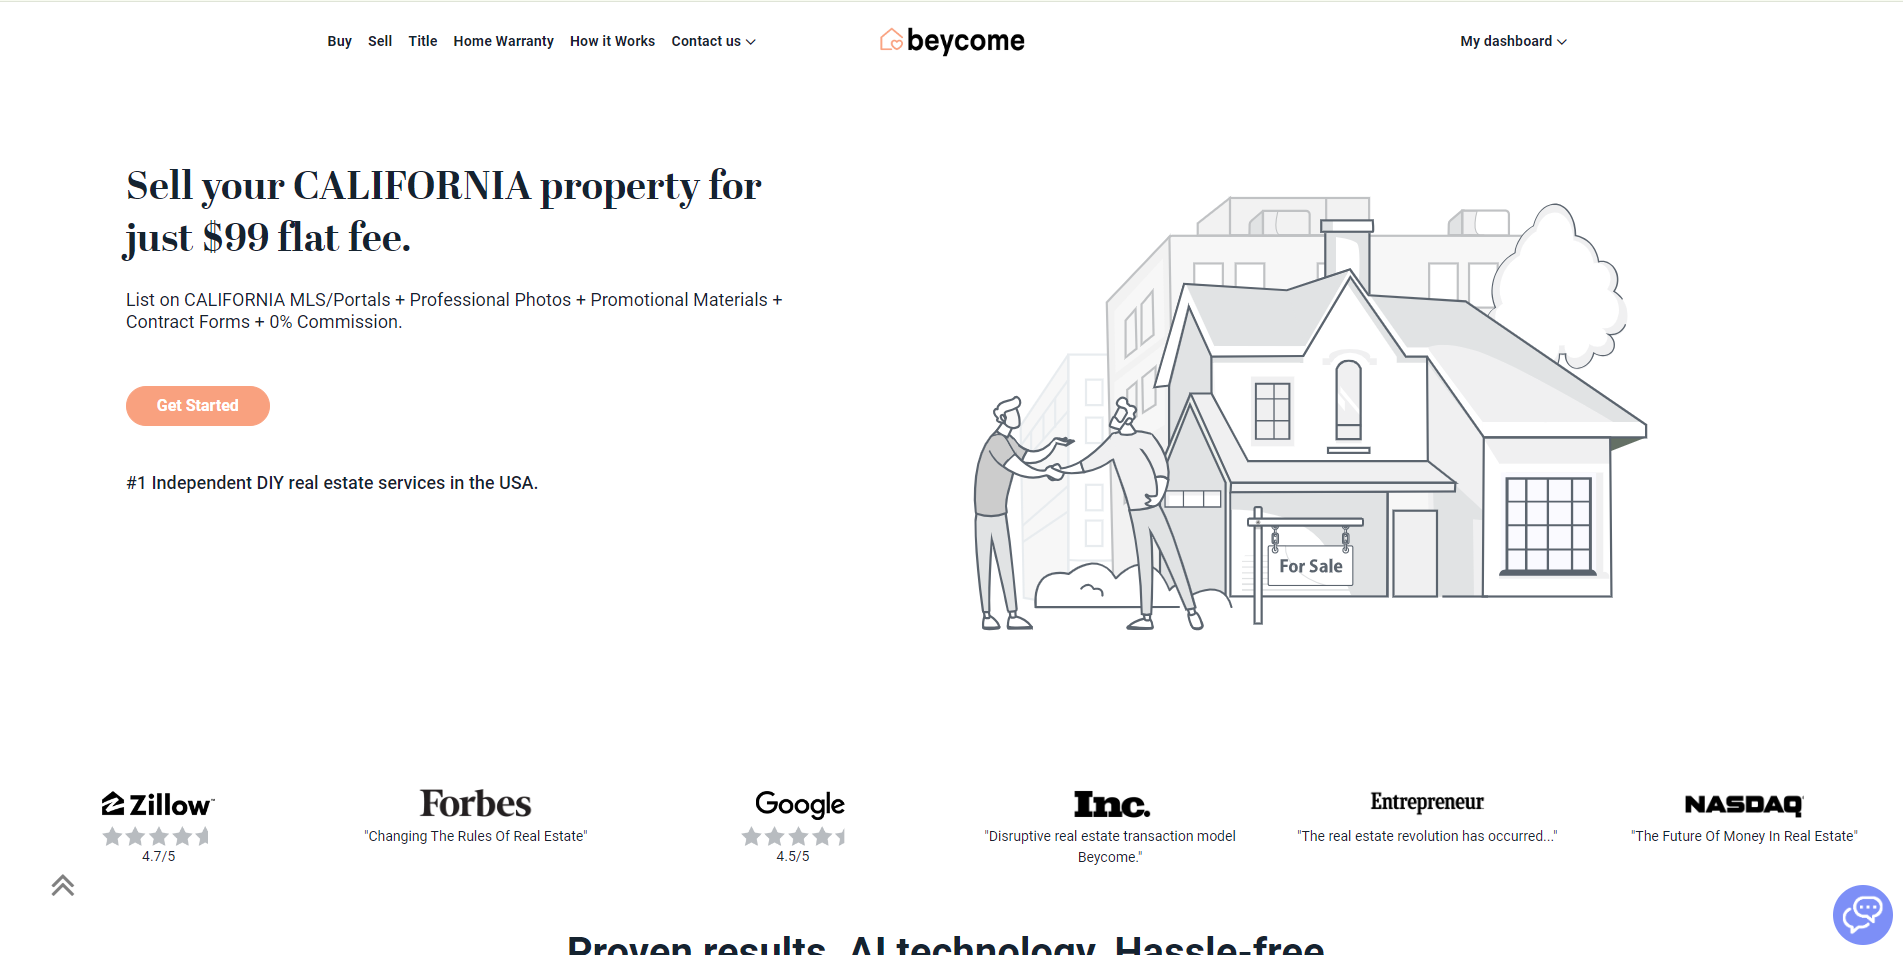 Buy Sell Title Home Warranty How it Works Contact us
beycome
My dashboard
Sell your CALIFORNIA property for
just $99 flat fee.
List on CALIFORNIA MLS/Portals + Professional Photos + Promotional Materials +
Contract Forms + 0% Commission.
Get Started
#1 Independent DIY real estate services in the USA.
For Sale
Zillow™
4.7/5
Forbes
"Changing The Rules Of Real Estate"
Google
4.5/5
Inc.
"Disruptive real estate transaction model
Beycome."
Entrepreneur
"The real estate revolution has occurred..."
NASDAQ
"The Future Of Money In Real Estate"
Proven results. AI technology. Hassle-free